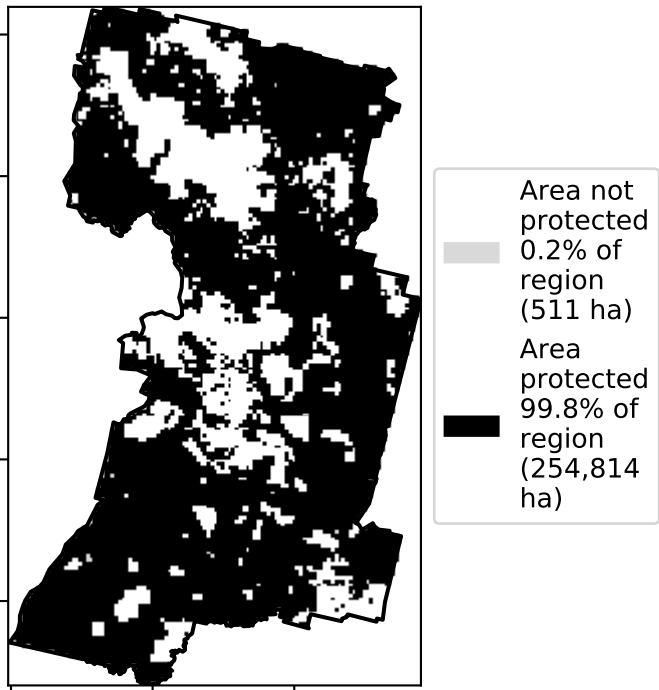 Area not
protected
0.2% of
region
(511 ha)
Area
protected
99.8% of
region
(254,814
ha)